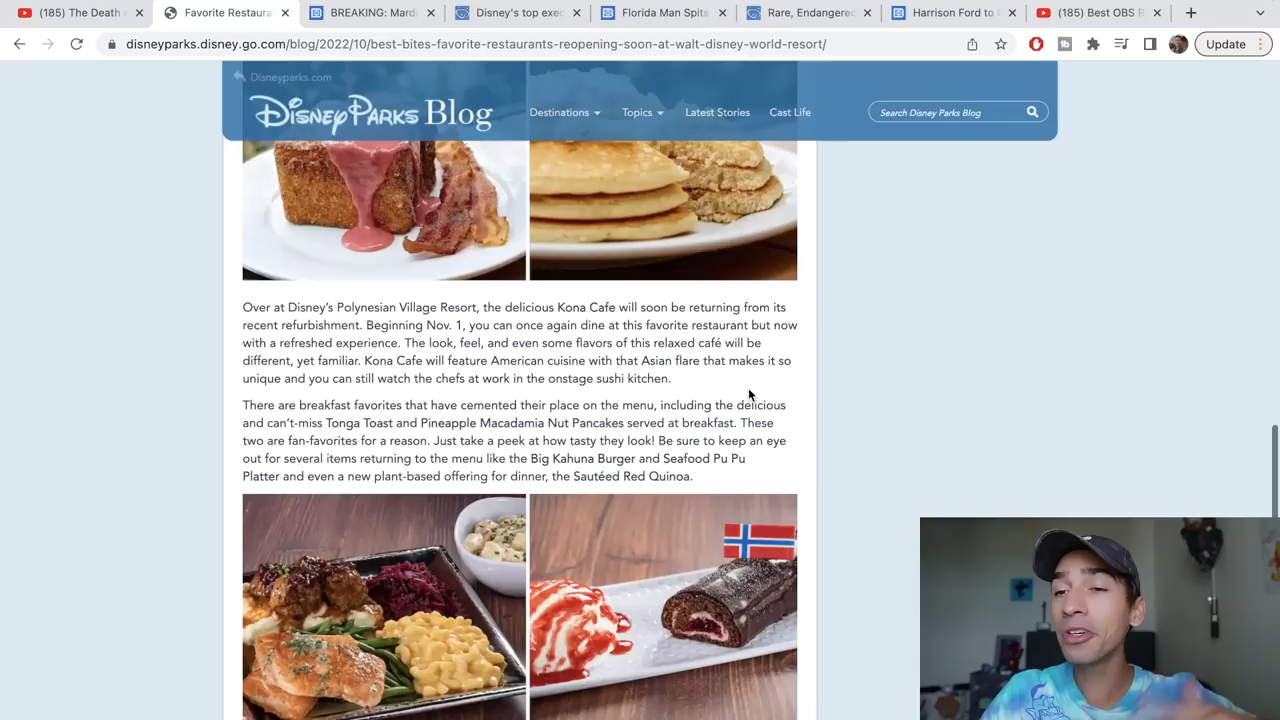 (185) The Death
Favorite Restaura
BREAKING: Mard
Disney's top exec
Florida Man Spits
Rare, Endangered
Harrison Ford to
(185) Best OBS R
disneyparks.disney.go.com/blog/2022/10/best-bites-favorite-restaurants-reopening-soon-at-walt-disney-world-resort/
Update
Disneyparks.com
Disney Parks Blog
Destinations
Topics
Latest Stories
Cast Life
Search Disney Parks Blog
Over at Disney's Polynesian Village Resort, the delicious Kona Cafe will soon be returning from its
recent refurbishment. Beginning Nov. 1, you can once again dine at this favorite restaurant but now
with a refreshed experience. The look, feel, and even some flavors of this relaxed café will be
different, yet familiar. Kona Cafe will feature American cuisine with that Asian flare that makes it so
unique and you can still watch the chefs at work in the onstage sushi kitchen.
There are breakfast favorites that have cemented their place on the menu, including the delicious
and can't-miss Tonga Toast and Pineapple Macadamia Nut Pancakes served at breakfast. These
two are fan-favorites for a reason. Just take a peek at how tasty they look! Be sure to keep an eye
out for several items returning to the menu like the Big Kahuna Burger and Seafood Pu Pu
Platter and even a new plant-based offering for dinner, the Sautéed Red Quinoa.